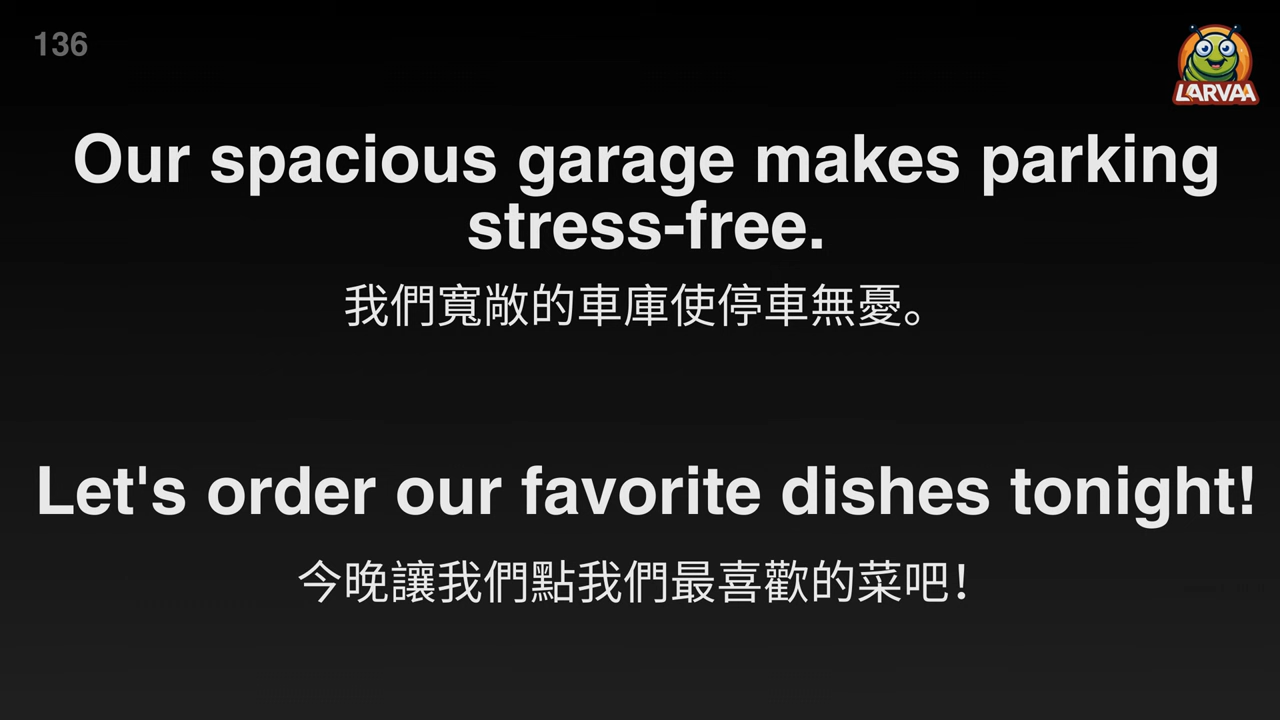 136
LARVAA
Our spacious garage makes parking
stress-free.
我們寬敞的車庫使停車無憂。
Let's order our favorite dishes tonight!
今晚讓我們點我們最喜歡的菜吧！